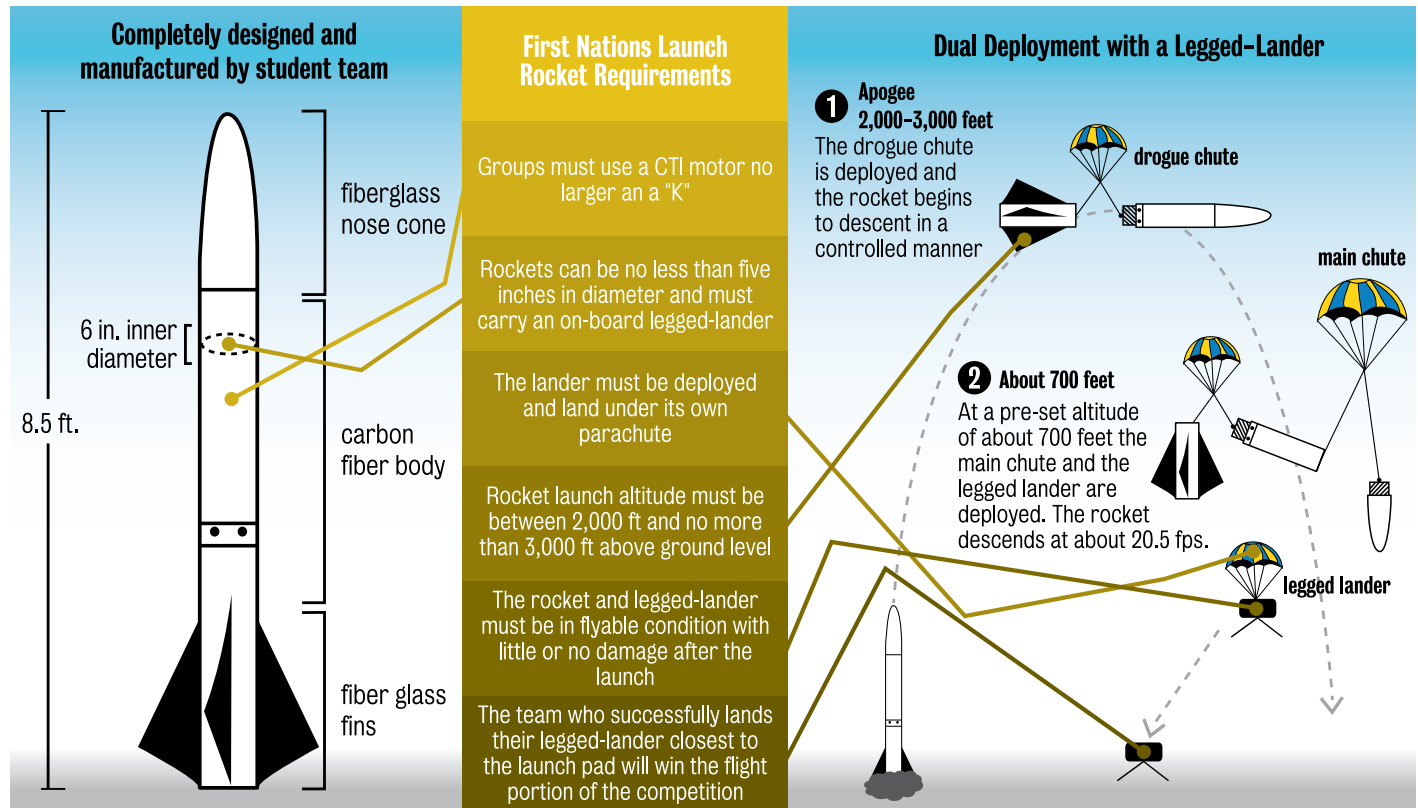 Completely designed and
manufactured by student team
8.5 ft.
6 in. inner
diameter
fiberglass
nose cone
carbon
fiber body
fiber glass
fins
First Nations Launch
Rocket Requirements
Groups must use a CTI motor no
larger an a "K"
Rockets can be no less than five
inches in diameter and must
carry an on-board legged-lander
The lander must be deployed
and land under its own
parachute
Rocket launch altitude must be
between 2,000 ft and no more
than 3,000 ft above ground level
The rocket and legged-lander
must be in flyable condition with
little or no damage after the
launch
The team who successfully lands
their legged-lander closest to
the launch pad will win the flight
portion of the competition
Dual Deployment with a Legged-Lander
1 Apogee
2,000-3,000 feet
The drogue chute
is deployed and
the rocket begins
to descent in a
controlled manner
drogue chute
main chute
2 About 700 feet
At a pre-set altitude
of about 700 feet the
main chute and the
legged lander are
deployed. The rocket
descends at about 20.5 fps.
legged lander